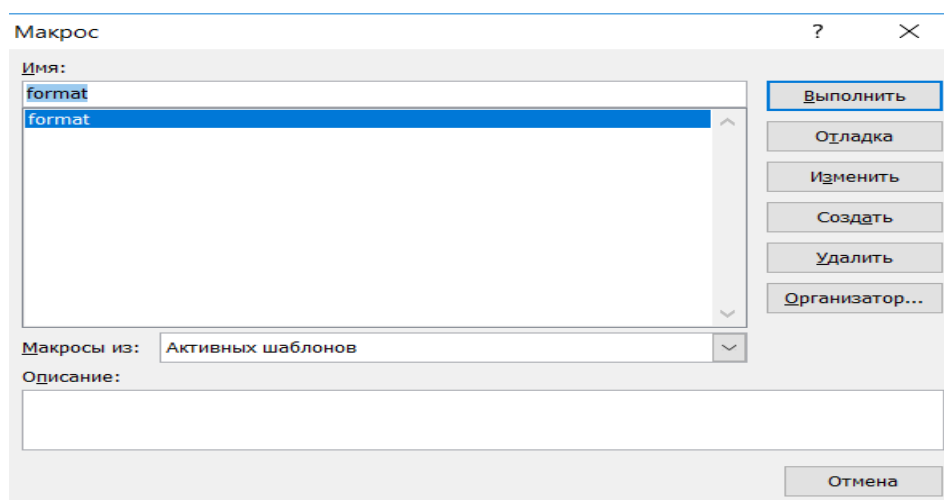 Макрос ?
Имя:
format
Выполнить
format
Отладка
Изменить
Создать
Удалить
Организатор...
Макросы из: Активных шаблонов
Описание:
Отмена